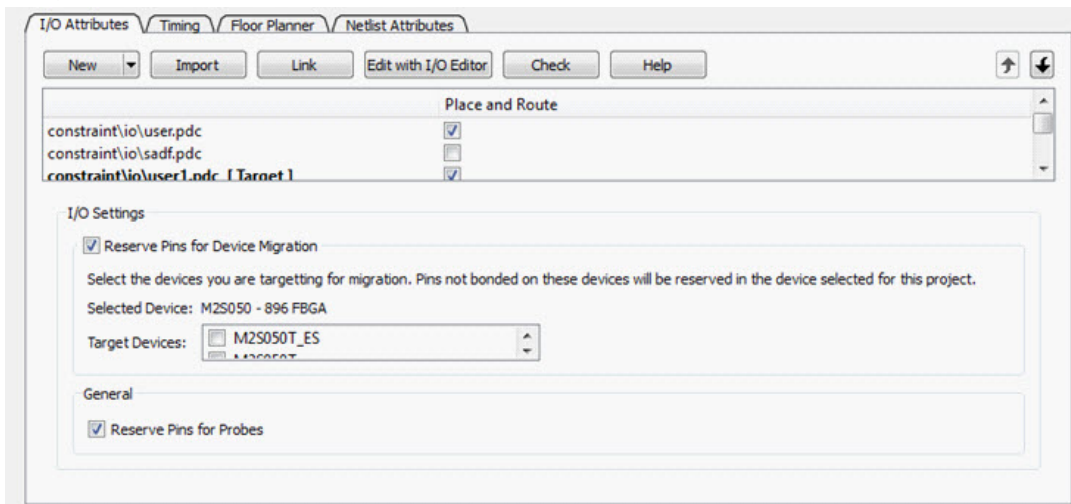 I/O Attributes Timing Floor Planner Netlist Attributes
New Import Link Edit with I/O Editor Check Help
Place and Route
constraint\io\user.pdc
constraint\io\sadf.pdc
constraint\io\user1.pdc [ Target ]
I/O Settings
Reserve Pins for Device Migration
Select the devices you are targetting for migration. Pins not bonded on these devices will be reserved in the device selected for this project.
Selected Device: M2S050 - 896 FBGA
Target Devices: M2S050T_ES
General
Reserve Pins for Probes